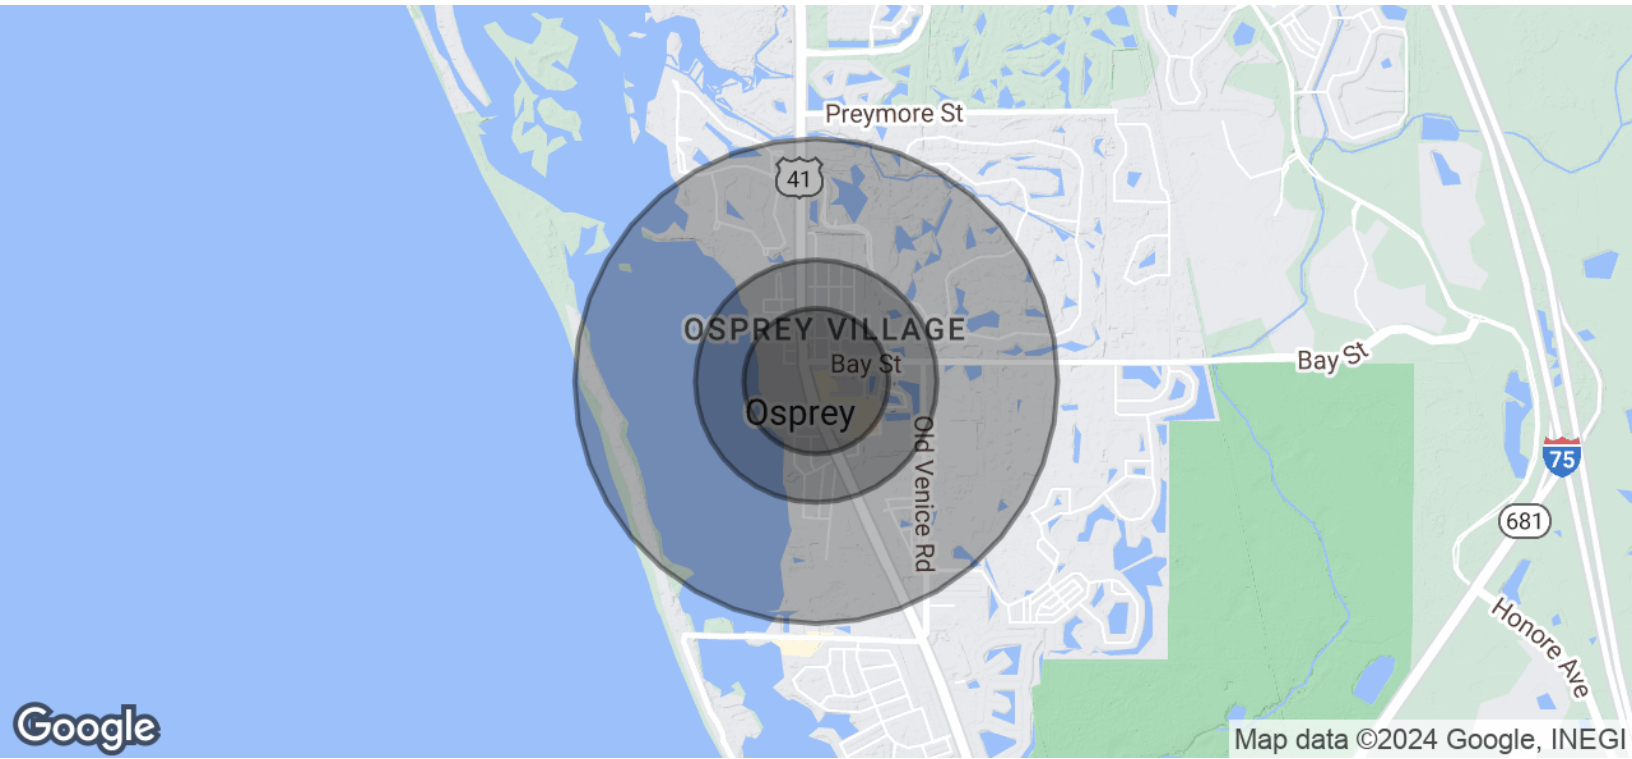 Preymore St
41
OSPREY VILLAGE
Bay St
Bay St
Osprey
Old Venice Rd
75
681
Honore Ave
Google
Map data ©2024 Google, INEGI